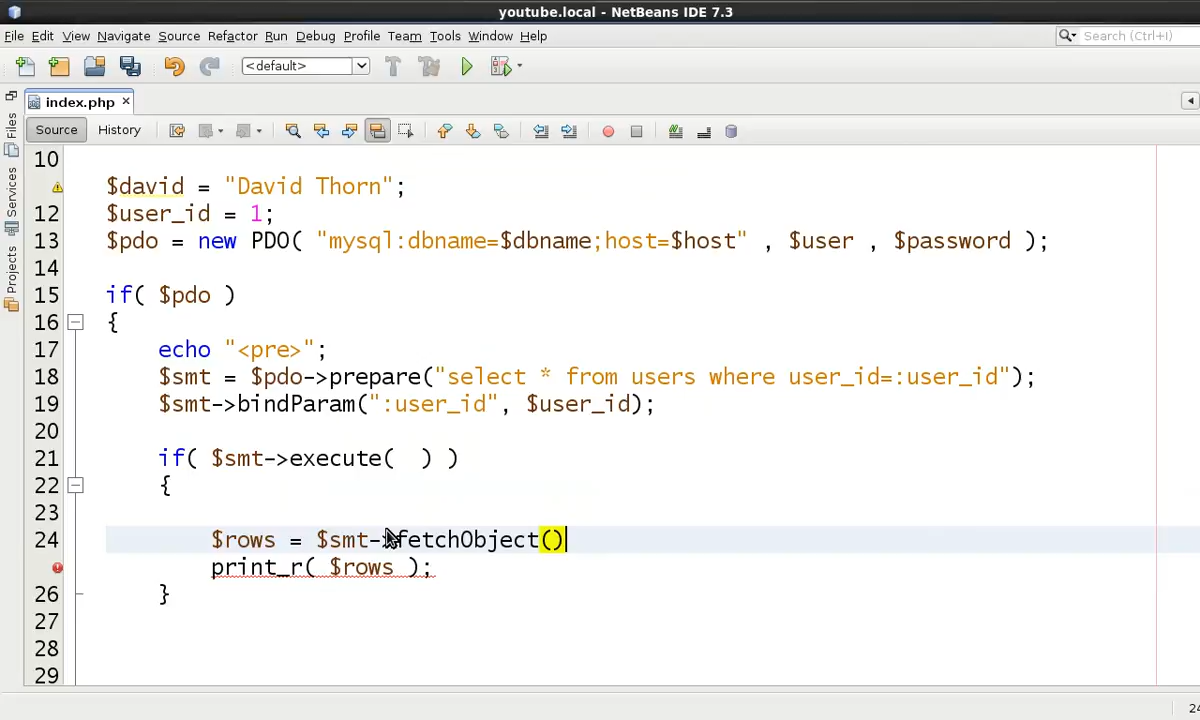 youtube.local - NetBeans IDE 7.3
File Edit View Navigate Source Refactor Run Debug Profile Team Tools Window Help
Search (Ctrl+I)
<default>
index.php
Source History
Files
Services
Projects
10
$david = "David Thorn";
12 $user_id = 1;
13 $pdo = new PDO( "mysql:dbname=$dbname;host=$host" , $user , $password );
14
15 if( $pdo )
16 {
17 echo "<pre>";
18 $smt = $pdo->prepare("select * from users where user_id=:user_id");
19 $smt->bindParam(":user_id", $user_id);
20
21 if( $smt->execute(  ) )
22 {
23
24 $rows = $smt->fetchObject()
print_r( $rows );
26 }
27
28
29